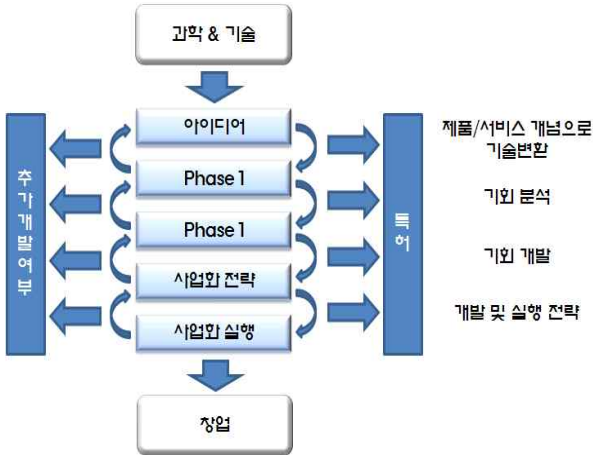 과학 & 기술
아이디어
Phase 1
Phase 1
사업화 전략
사업화 실행
창업
추가개발여부
특허
제품/서비스 개념으로
기술변환
기회 분석
기회 개발
개발 및 실행 전략